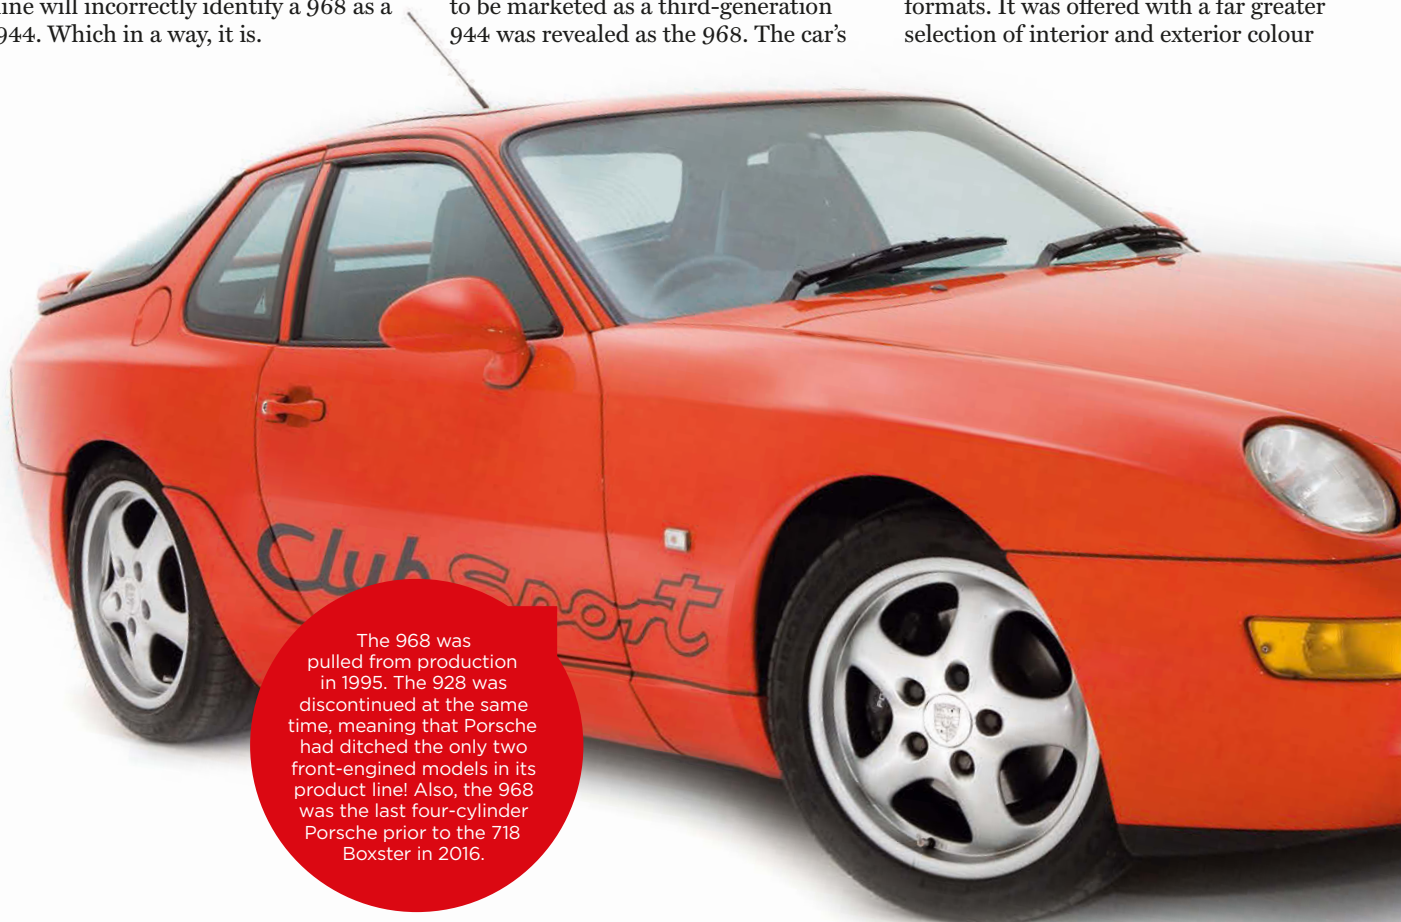 line will incorrectly identify a 968 as a
944. Which in a way, it is.
to be marketed as a third-generation
944 was revealed as the 968. The car’s
formats. It was offered with a far greater
selection of interior and exterior colour
Club Sport
The 968 was
pulled from production
in 1995. The 928 was
discontinued at the same
time, meaning that Porsche
had ditched the only two
front-engined models in its
product line! Also, the 968
was the last four-cylinder
Porsche prior to the 718
Boxster in 2016.